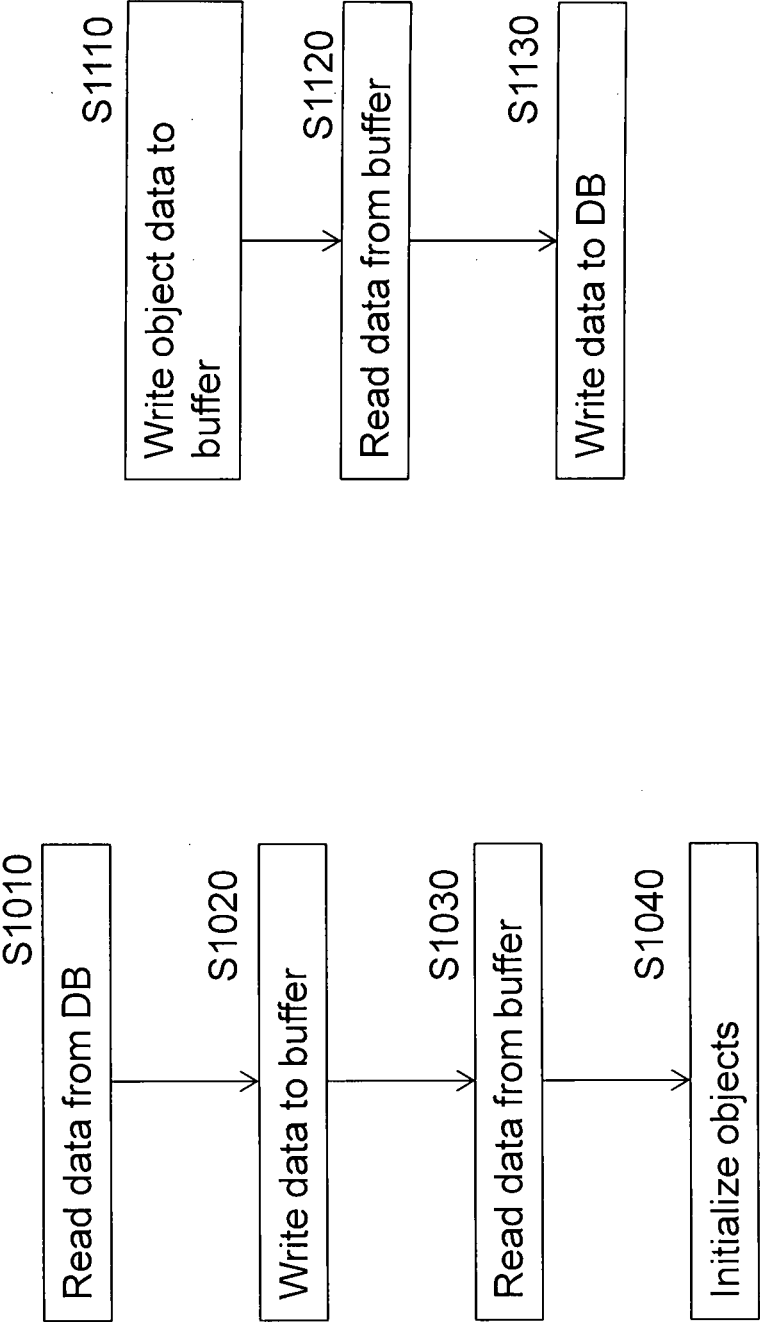 S1010
Read data from DB
S1020
Write data to buffer
S1030
Read data from buffer
S1040
Initialize objects
S1110
Write object data to
buffer
S1120
Read data from buffer
S1130
Write data to DB